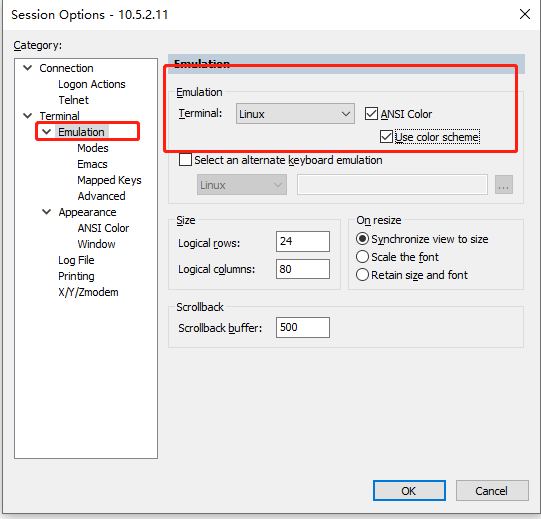 Session Options - 10.5.2.11
Category:
Connection
Logon Actions
Telnet
Terminal
Emulation
Modes
Emacs
Mapped Keys
Advanced
Appearance
ANSI Color
Window
Log File
Printing
X/Y/Zmodem
Emulation
Emulation
Terminal: Linux ANSI Color
Use color scheme
Select an alternate keyboard emulation
Linux ...
Size
Logical rows: 24
Logical columns: 80
On resize
Synchronize view to size
Scale the font
Retain size and font
Scrollback
Scrollback buffer: 500
OK Cancel